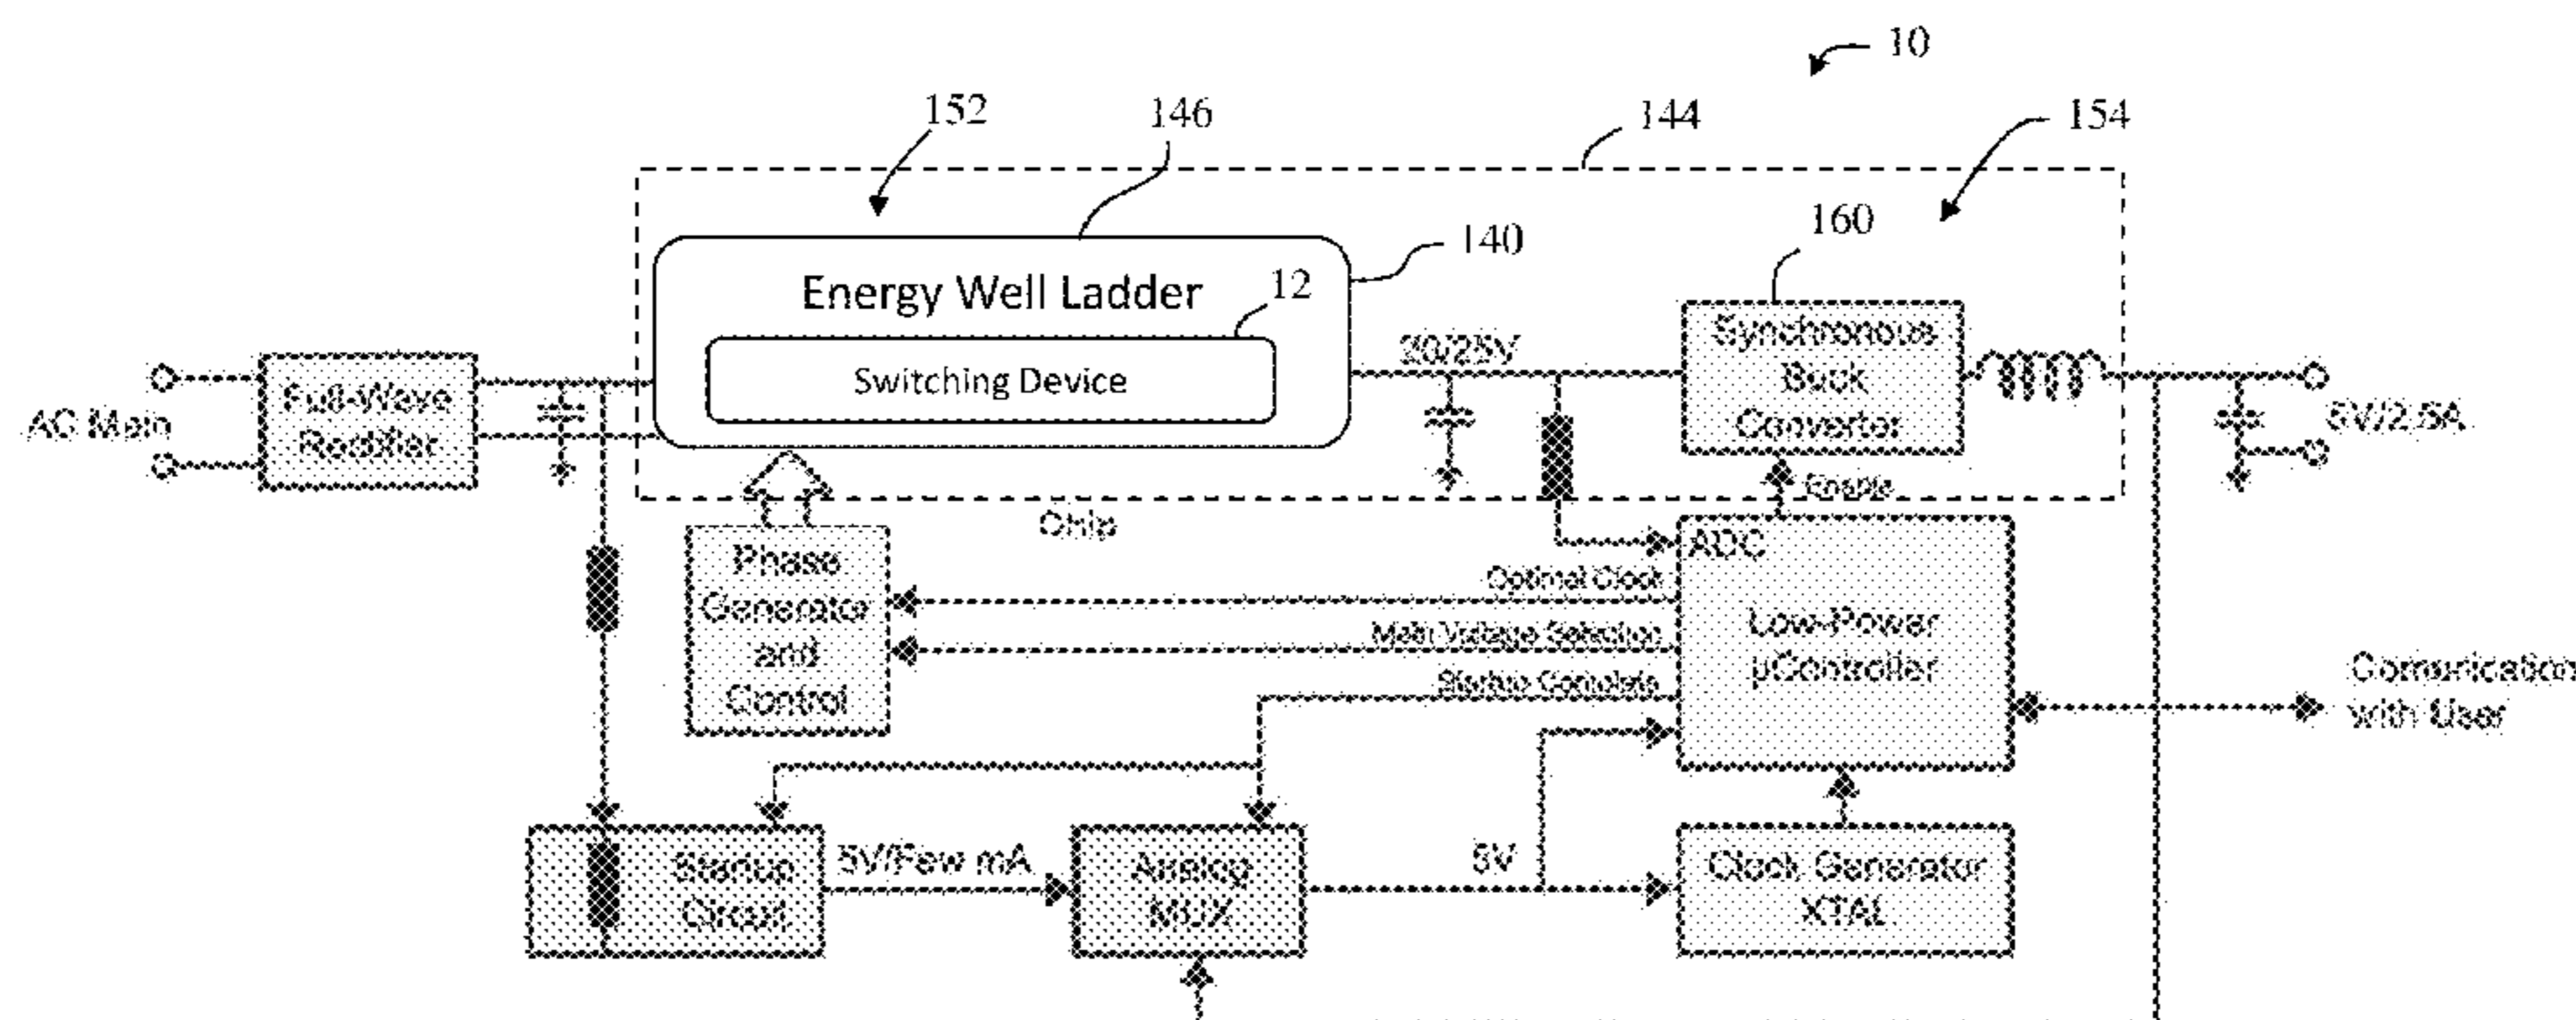 10
152
146
144
154
160
140
Energy Well Ladder
12
Switching Device
20/25V
Synchronous
Buck
Converter
Full-Wave
Rectifier
AC Main
5V/2.5A
Enable
Chip
ADC
Phase
Generator
and
Control
Optimal Clock
Main Voltage Selection
Startup Complete
Low-Power
µController
Comunication
with User
Startup
Circuit
5V/Few mA
Analog
MUX
5V
Clock Generator
XTAL